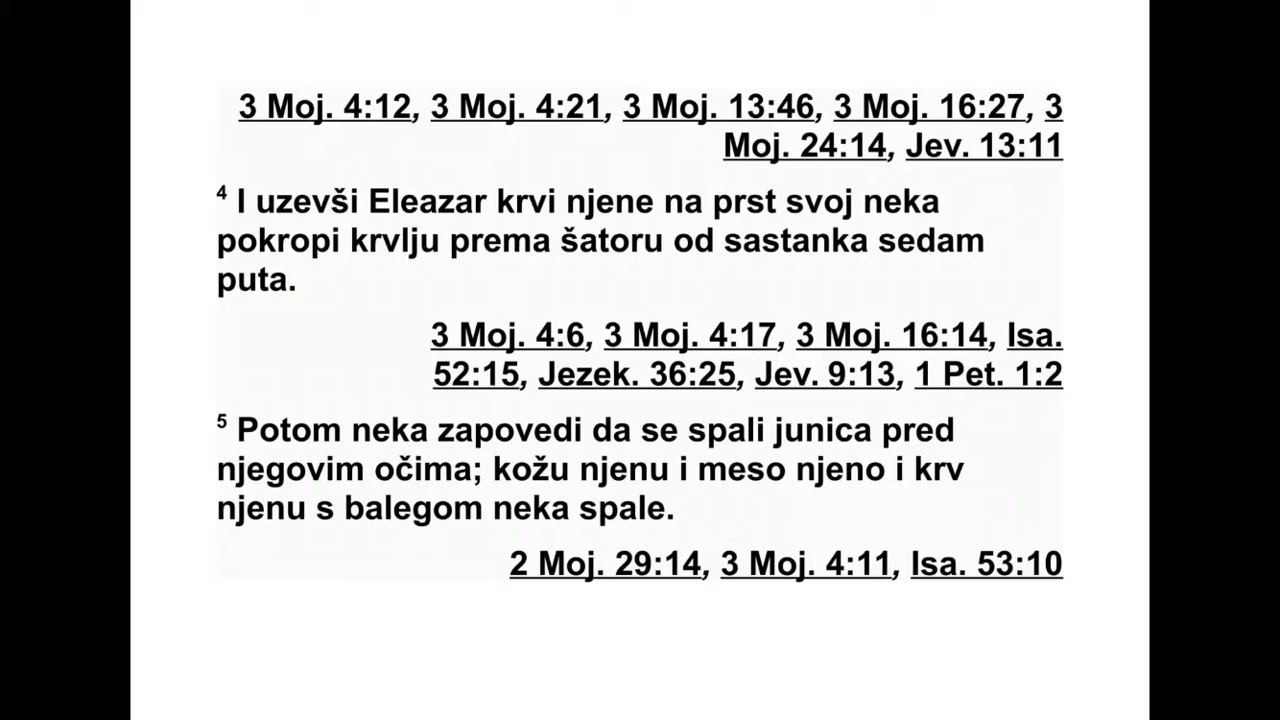 3 Moj. 4:12, 3 Moj. 4:21, 3 Moj. 13:46, 3 Moj. 16:27, 3
Moj. 24:14, Jev. 13:11
4 I uzevši Eleazar krvi njene na prst svoj neka
pokropi krvlju prema šatoru od sastanka sedam
puta.
3 Moj. 4:6, 3 Moj. 4:17, 3 Moj. 16:14, Isa.
52:15, Jezek. 36:25, Jev. 9:13, 1 Pet. 1:2
5 Potom neka zapovedi da se spali junica pred
njegovim očima; kožu njenu i meso njeno i krv
njenu s balegom neka spale.
2 Moj. 29:14, 3 Moj. 4:11, Isa. 53:10